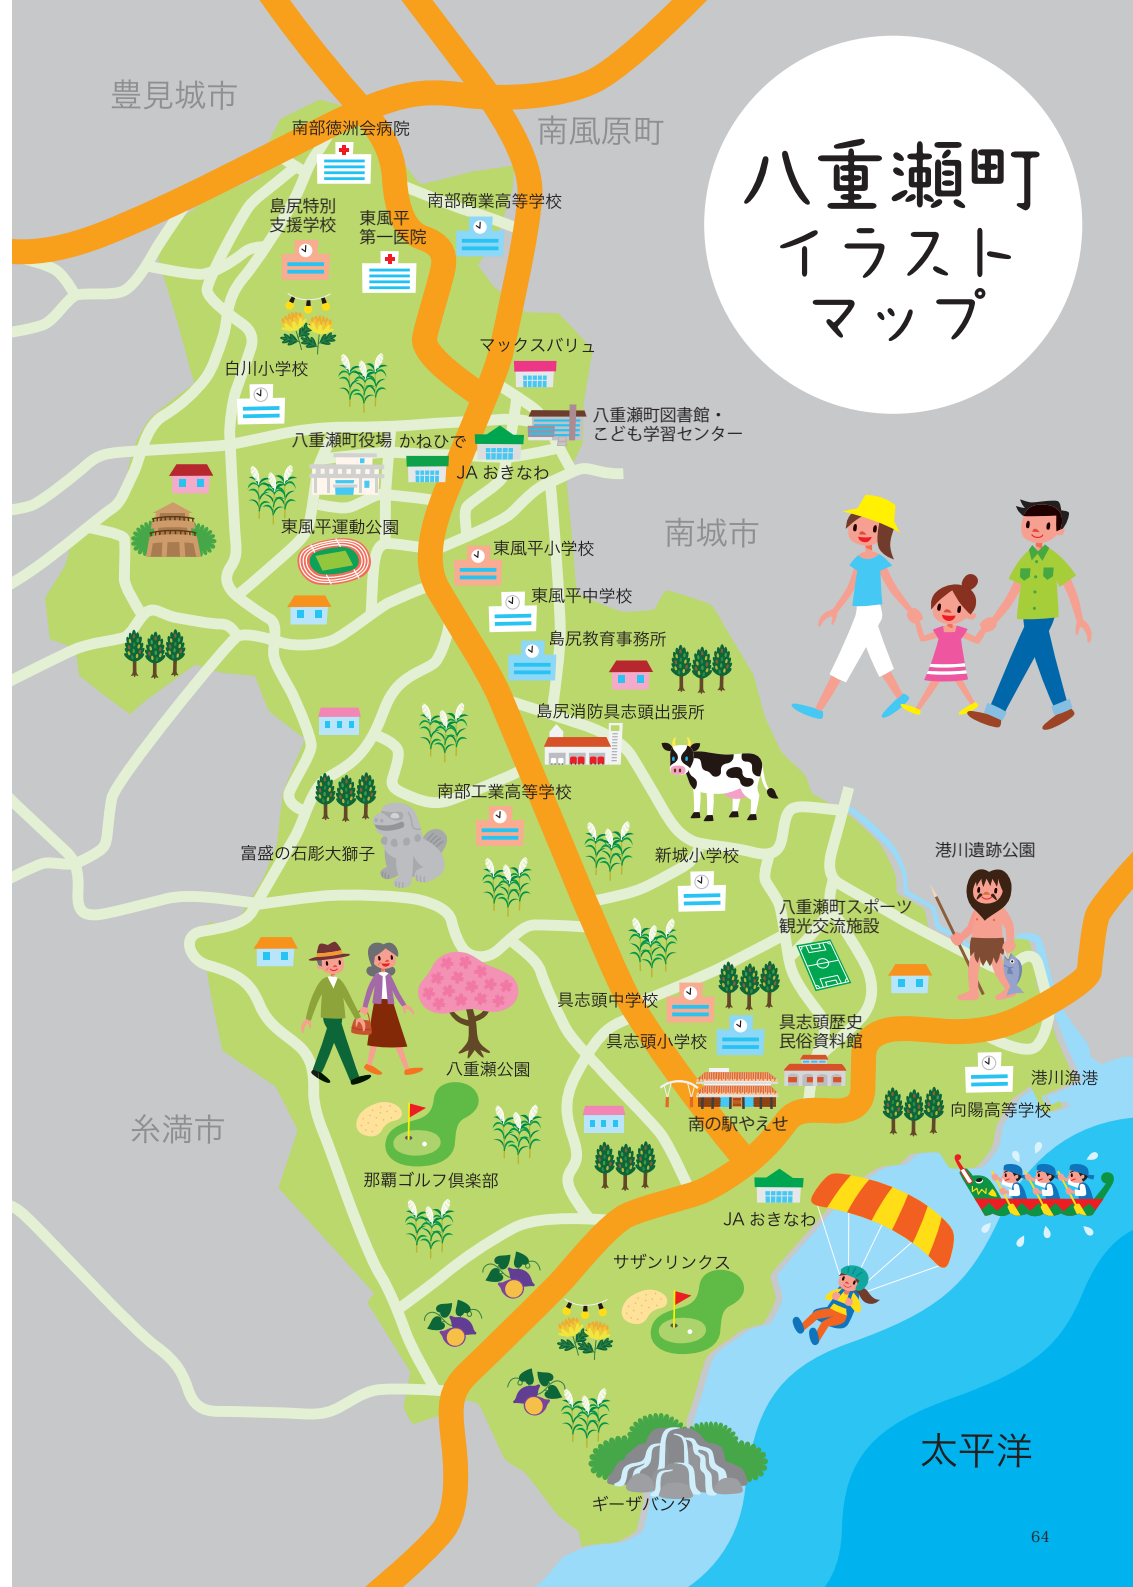 八重瀬町
イラスト
マップ
豊見城市
南風原町
南部徳洲会病院
島尻特別
支援学校
東風平
第一医院
南部商業高等学校
マックスバリュ
白川小学校
八重瀬町図書館・
こども学習センター
八重瀬町役場
かねひで
JA おきなわ
東風平運動公園
南城市
東風平小学校
東風平中学校
島尻教育事務所
島尻消防具志頭出張所
南部工業高等学校
富盛の石彫大獅子
新城小学校
港川遺跡公園
八重瀬町スポーツ
観光交流施設
具志頭中学校
具志頭小学校
具志頭歴史
民俗資料館
八重瀬公園
港川漁港
向陽高等学校
南の駅やえせ
糸満市
那覇ゴルフ倶楽部
JA おきなわ
サザンリンクス
太平洋
ギーザバンタ
64